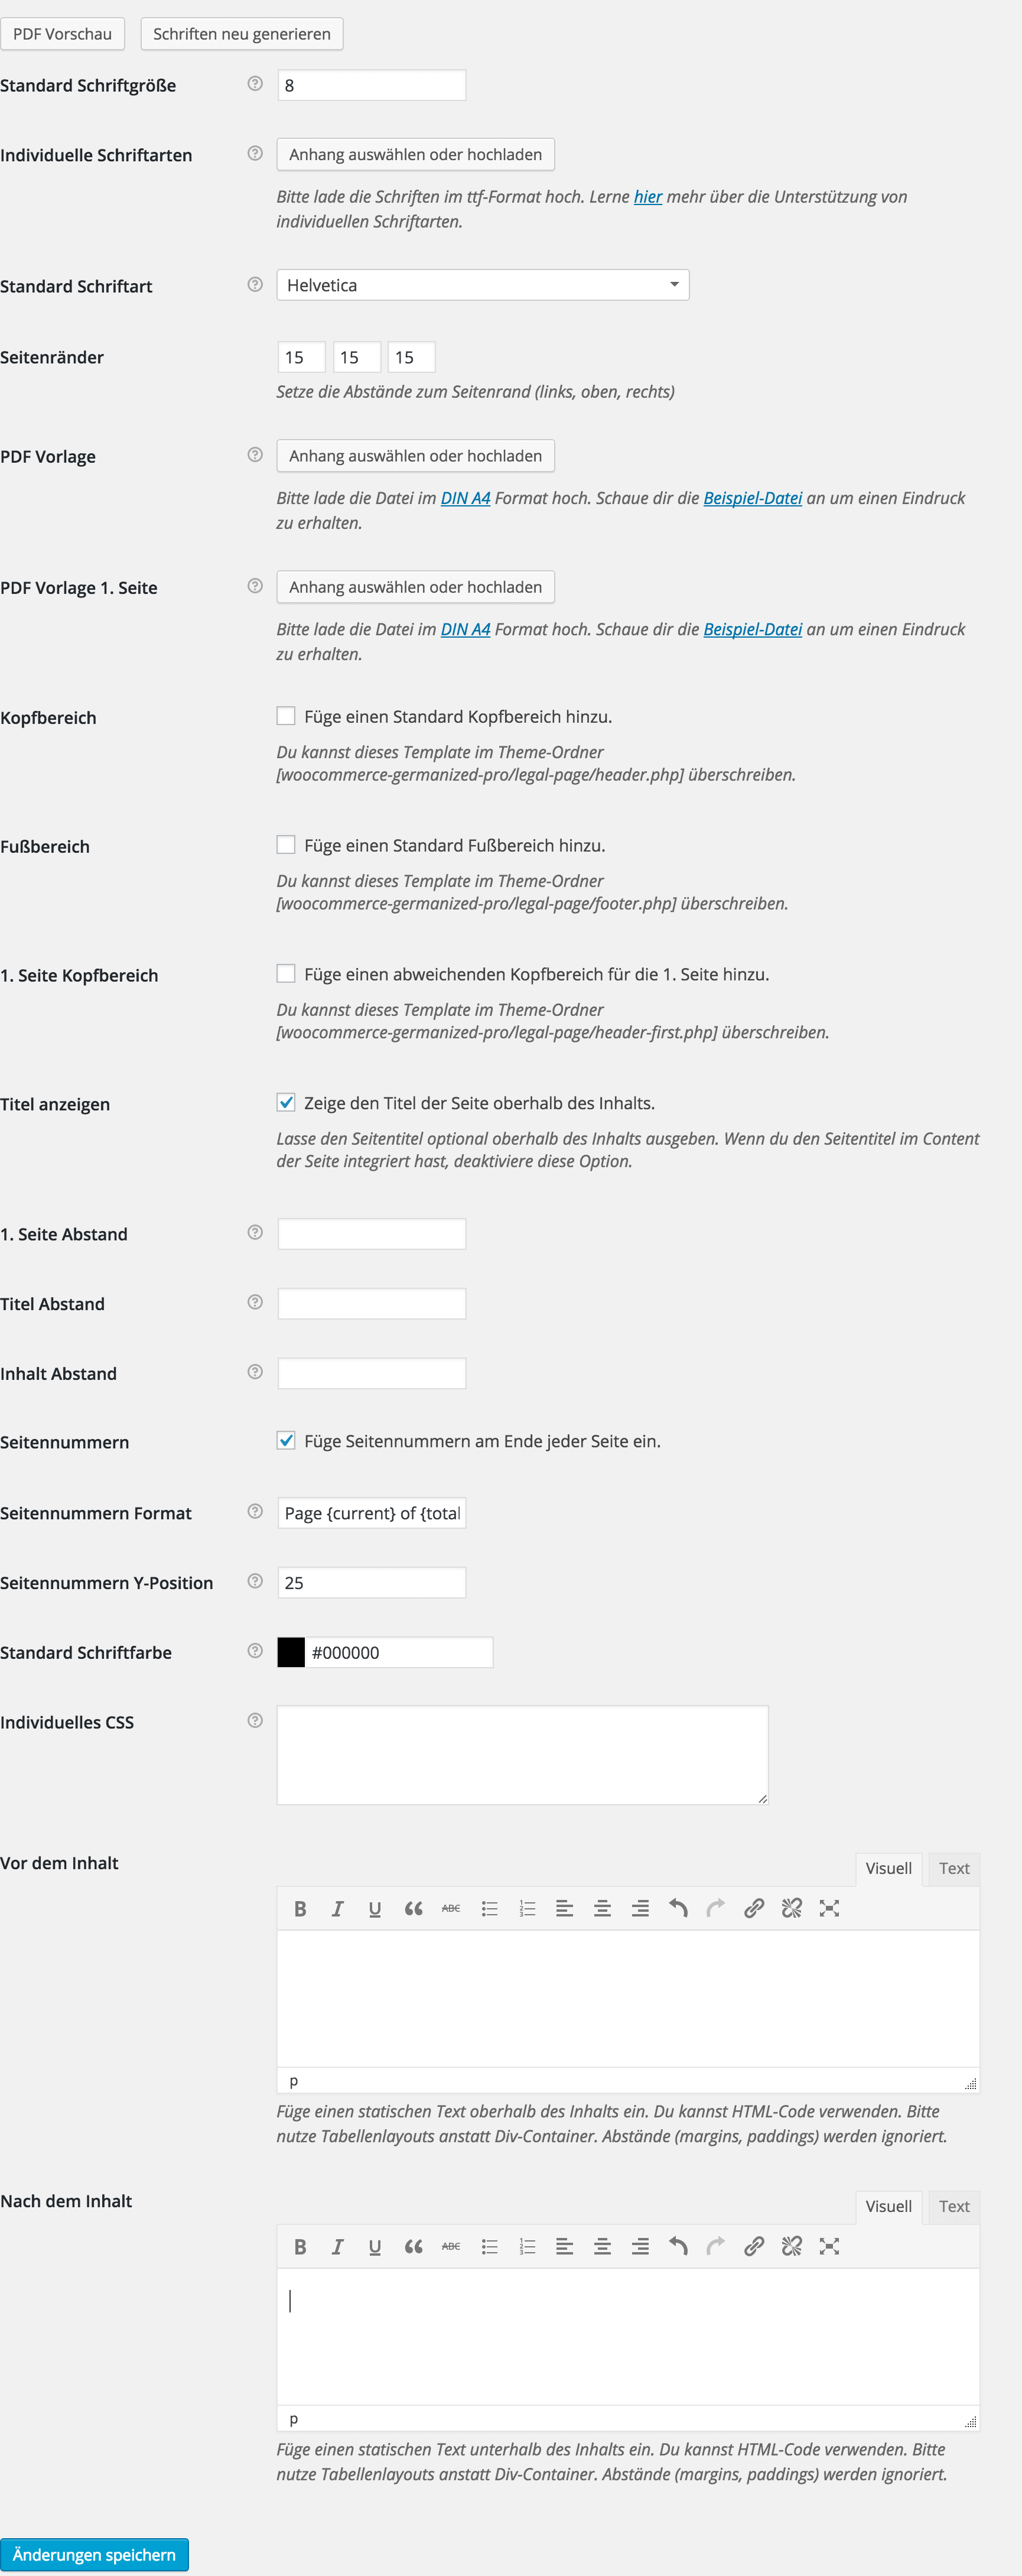 PDF Vorschau Schriften neu generieren
Standard Schriftgröße 8
Individuelle Schriftarten Anhang auswählen oder hochladen
Bitte lade die Schriften im ttf-Format hoch. Lerne hier mehr über die Unterstützung von
individuellen Schriftarten.
Standard Schriftart Helvetica
Seitenränder 15 15 15
Setze die Abstände zum Seitenrand (links, oben, rechts)
PDF Vorlage Anhang auswählen oder hochladen
Bitte lade die Datei im DIN A4 Format hoch. Schaue dir die Beispiel-Datei an um einen Eindruck
zu erhalten.
PDF Vorlage 1. Seite Anhang auswählen oder hochladen
Bitte lade die Datei im DIN A4 Format hoch. Schaue dir die Beispiel-Datei an um einen Eindruck
zu erhalten.
Kopfbereich Füge einen Standard Kopfbereich hinzu.
Du kannst dieses Template im Theme-Ordner
[woocommerce-germanized-pro/legal-page/header.php] überschreiben.
Fußbereich Füge einen Standard Fußbereich hinzu.
Du kannst dieses Template im Theme-Ordner
[woocommerce-germanized-pro/legal-page/footer.php] überschreiben.
1. Seite Kopfbereich Füge einen abweichenden Kopfbereich für die 1. Seite hinzu.
Du kannst dieses Template im Theme-Ordner
[woocommerce-germanized-pro/legal-page/header-first.php] überschreiben.
Titel anzeigen Zeige den Titel der Seite oberhalb des Inhalts.
Lasse den Seitentitel optional oberhalb des Inhalts ausgeben. Wenn du den Seitentitel im Content
der Seite integriert hast, deaktiviere diese Option.
1. Seite Abstand
Titel Abstand
Inhalt Abstand
Seitennummern Füge Seitennummern am Ende jeder Seite ein.
Seitennummern Format Page {current} of {total
Seitennummern Y-Position 25
Standard Schriftfarbe #000000
Individuelles CSS
Vor dem Inhalt Visuell Text
B I U ABC
p
Füge einen statischen Text oberhalb des Inhalts ein. Du kannst HTML-Code verwenden. Bitte
nutze Tabellenlayouts anstatt Div-Container. Abstände (margins, paddings) werden ignoriert.
Nach dem Inhalt Visuell Text
B I U ABC
p
Füge einen statischen Text unterhalb des Inhalts ein. Du kannst HTML-Code verwenden. Bitte
nutze Tabellenlayouts anstatt Div-Container. Abstände (margins, paddings) werden ignoriert.
Änderungen speichern